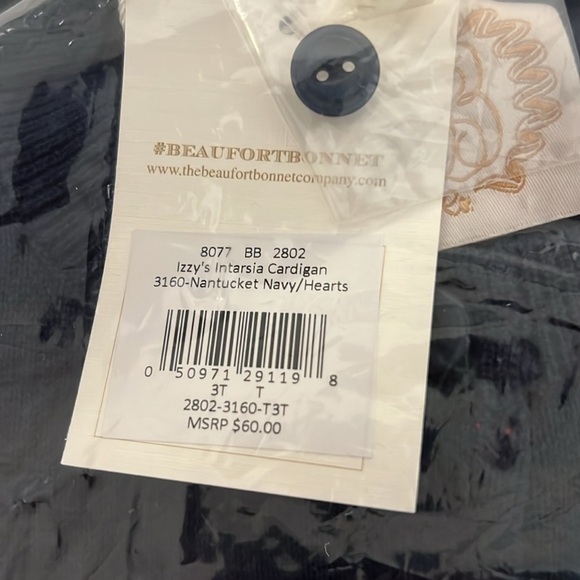 #BEAUFORTBONNET
www.thebeaufortbonnetcompany.com
8077 BB 2802
Izzy's Intarsia Cardigan
3160-Nantucket Navy/Hearts
0 50971 29119 8
3T T
2802-3160-T3T
MSRP $60.00